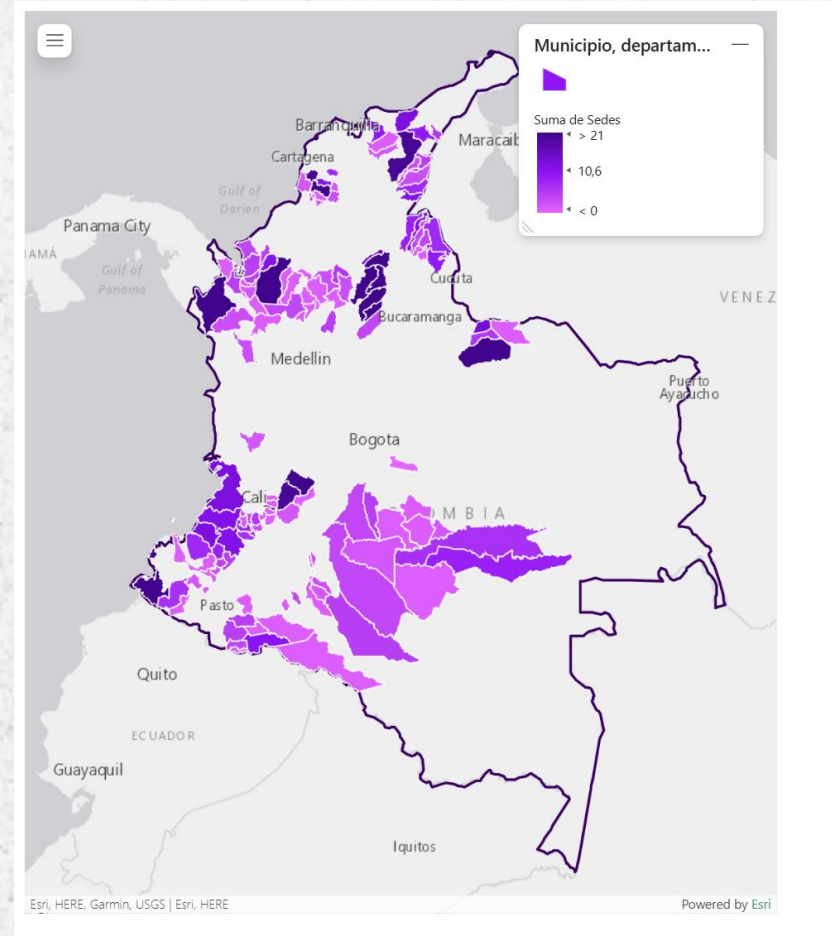 Municipio, departam...
Suma de Sedes
> 21
10,6
< 0
Barranquilla
Maracaib
Cartagena
Gulf of
Darien
Panama City
AMÁ
Gulf of
Panama
Cucuta
VENEZ
Bucaramanga
Medellin
Puerto
Ayacucho
Bogota
Cali
OMBIA
Pasto
Quito
ECUADOR
Guayaquil
Iquitos
Esri, HERE, Garmin, USGS | Esri, HERE
Powered by Esri